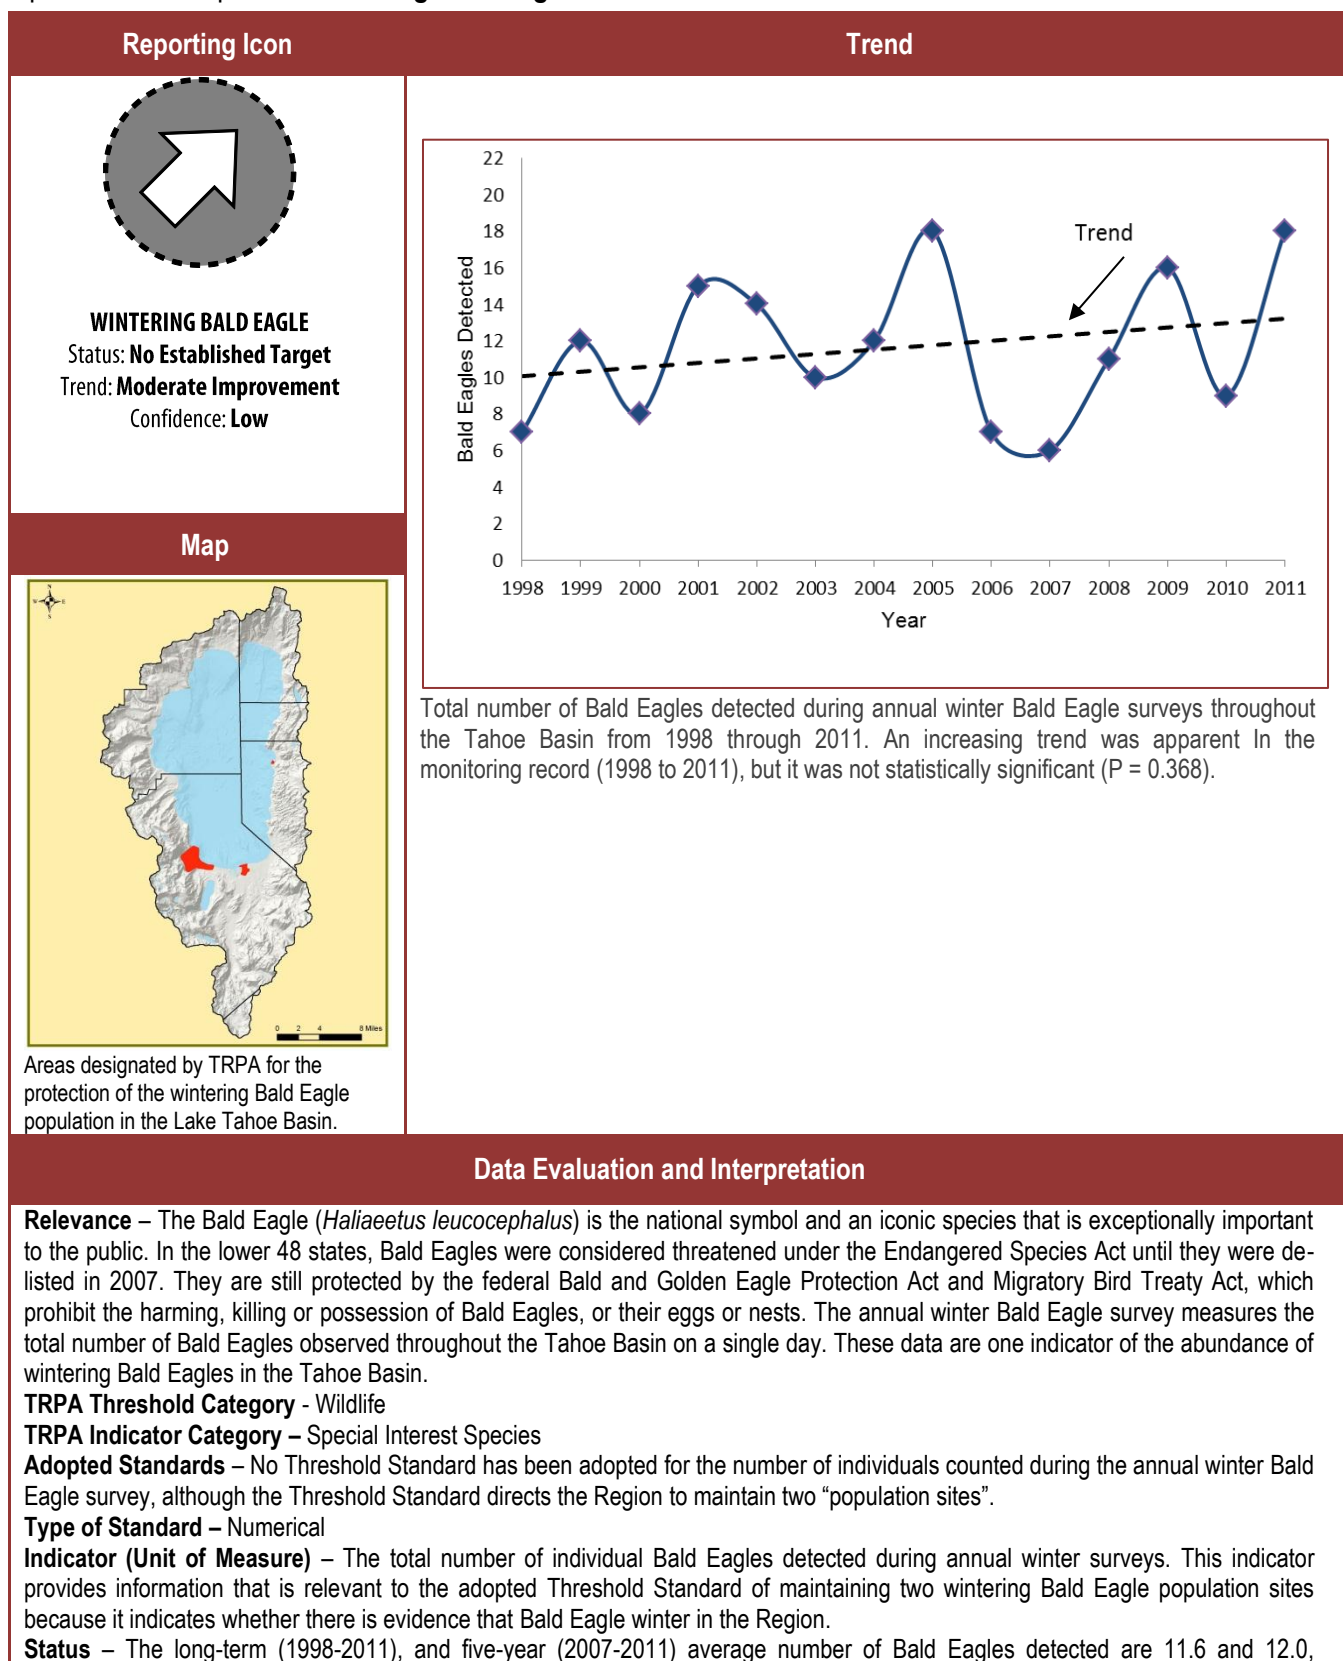 Reporting Icon
Trend
WINTERING BALD EAGLE
Status: No Established Target
Trend: Moderate Improvement
Confidence: Low
22
20
18
16
14
12
10
8
6
4
2
0
Bald Eagles Detected
Trend
1998 1999 2000 2001 2002 2003 2004 2005 2006 2007 2008 2009 2010 2011
Year
Total number of Bald Eagles detected during annual winter Bald Eagle surveys throughout
the Tahoe Basin from 1998 through 2011. An increasing trend was apparent In the
monitoring record (1998 to 2011), but it was not statistically significant (P = 0.368).
Map
N
W E
S
0 2 4 8 Miles
Areas designated by TRPA for the
protection of the wintering Bald Eagle
population in the Lake Tahoe Basin.
Data Evaluation and Interpretation
Relevance – The Bald Eagle (Haliaeetus leucocephalus) is the national symbol and an iconic species that is exceptionally important
to the public. In the lower 48 states, Bald Eagles were considered threatened under the Endangered Species Act until they were de-
listed in 2007. They are still protected by the federal Bald and Golden Eagle Protection Act and Migratory Bird Treaty Act, which
prohibit the harming, killing or possession of Bald Eagles, or their eggs or nests. The annual winter Bald Eagle survey measures the
total number of Bald Eagles observed throughout the Tahoe Basin on a single day. These data are one indicator of the abundance of
wintering Bald Eagles in the Tahoe Basin.
TRPA Threshold Category - Wildlife
TRPA Indicator Category – Special Interest Species
Adopted Standards – No Threshold Standard has been adopted for the number of individuals counted during the annual winter Bald
Eagle survey, although the Threshold Standard directs the Region to maintain two “population sites”.
Type of Standard – Numerical
Indicator (Unit of Measure) – The total number of individual Bald Eagles detected during annual winter surveys. This indicator
provides information that is relevant to the adopted Threshold Standard of maintaining two wintering Bald Eagle population sites
because it indicates whether there is evidence that Bald Eagle winter in the Region.
Status – The long-term (1998-2011), and five-year (2007-2011) average number of Bald Eagles detected are 11.6 and 12.0,